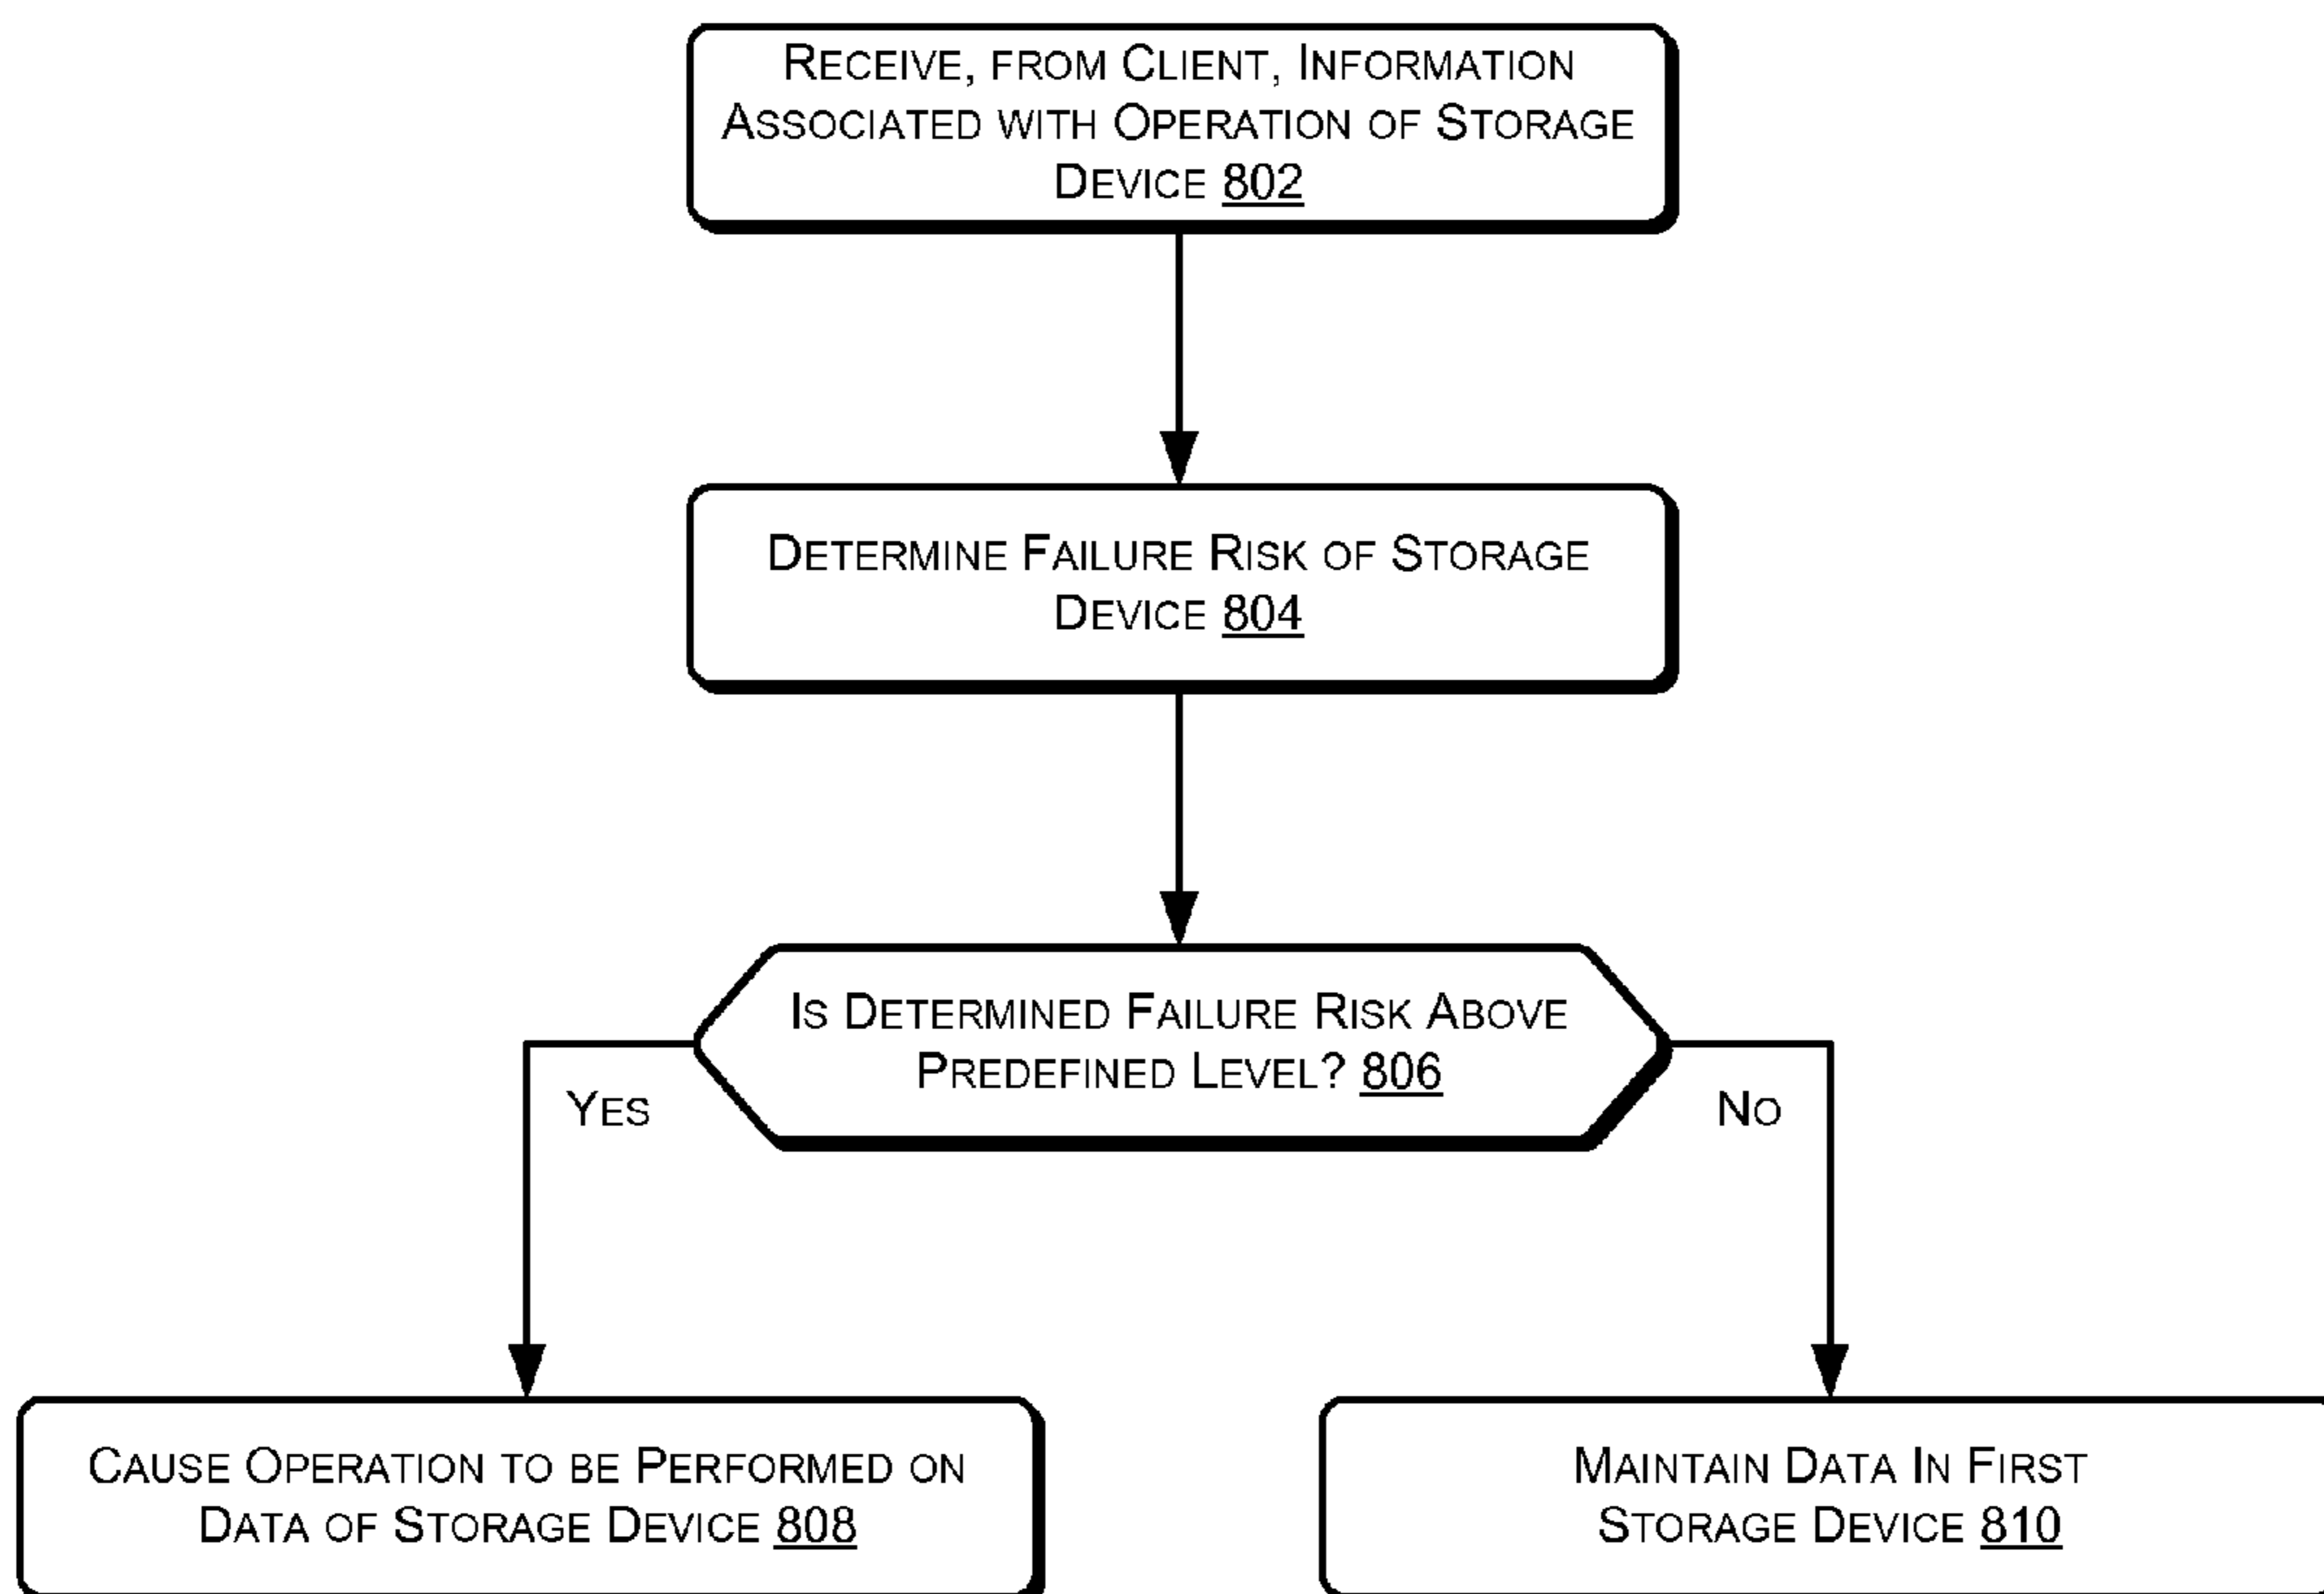 Receive, from Client, Information
Associated with Operation of Storage
Device 802
Determine Failure Risk of Storage
Device 804
Is Determined Failure Risk Above
Predefined Level? 806
Yes
No
Cause Operation to be Performed on
Data of Storage Device 808
Maintain Data In First
Storage Device 810